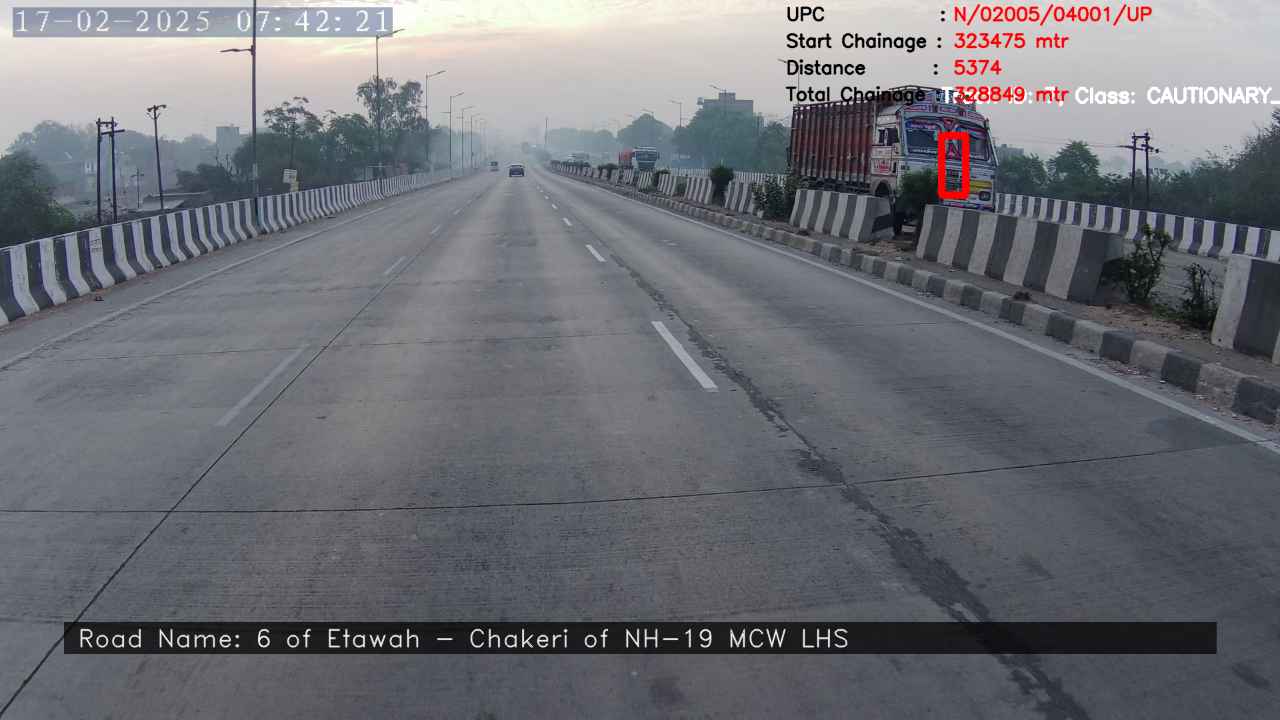 17-02-2025 07:42:21
UPC : N/02005/04001/UP
Start Chainage : 323475 mtr
Distance : 5374
Total Chainage : 328849 mtr Class: CAUTIONARY_
Road Name: 6 of Etawah - Chakeri of NH-19 MCW LHS